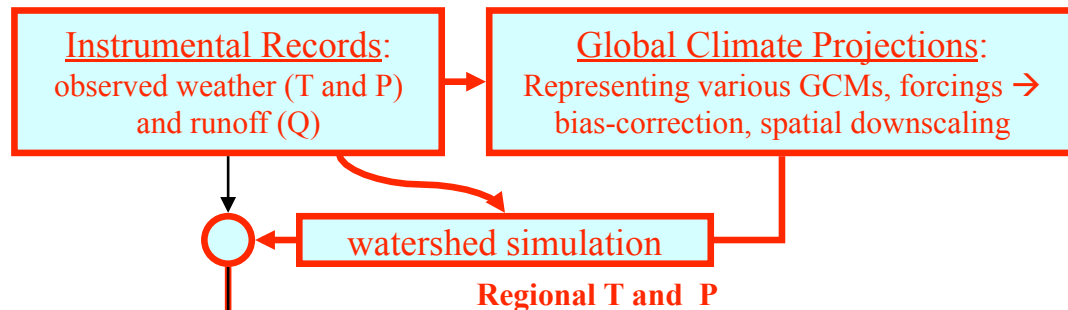 Instrumental Records:
observed weather (T and P)
and runoff (Q)
Global Climate Projections:
Representing various GCMs, forcings →
bias-correction, spatial downscaling
watershed simulation
Regional T and P